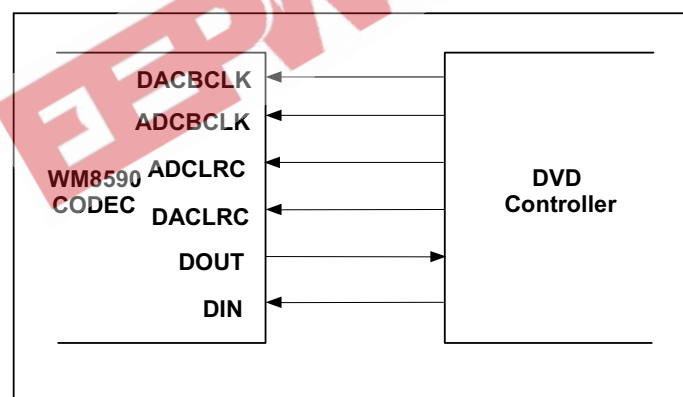 DACBCLK
ADCBCLK
WM8590 ADCLRC
CODEC DACLRC
DOUT
DIN
DVD
Controller